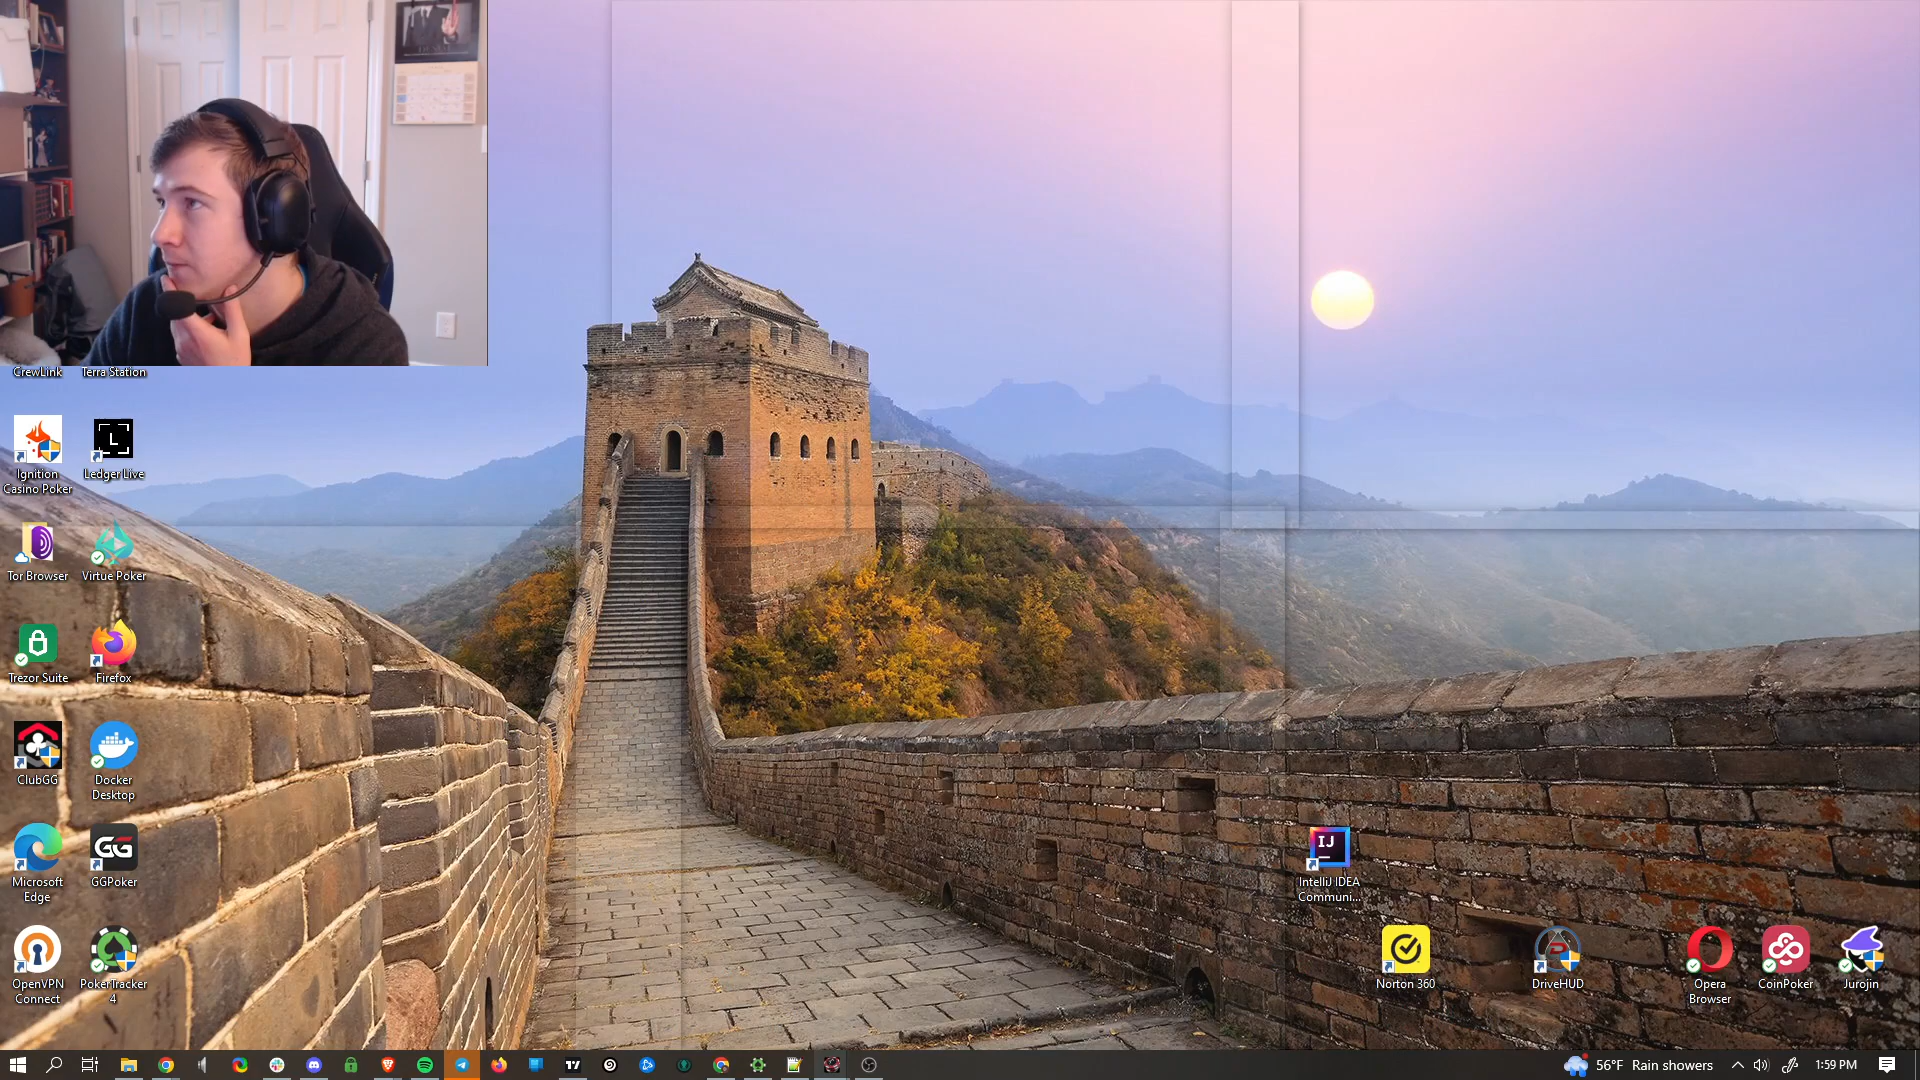 CrewLink
Terra Station
Ignition
Casino Poker
L
Ledger Live
Tor Browser
Virtue Poker
Trezor Suite
Firefox
ClubGG
Docker
Desktop
GG
Microsoft
Edge
GGPoker
OpenVPN
Connect
PokerTracker
4
IJ
IntelliJ IDEA
Communi...
Norton 360
DriveHUD
Opera
Browser
CoinPoker
Jurojin
56°F Rain showers
1:59 PM